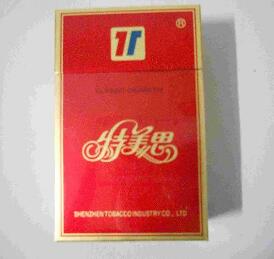 ®
特美思
SHENZHEN TOBACCO INDUSTRY CO., LTD